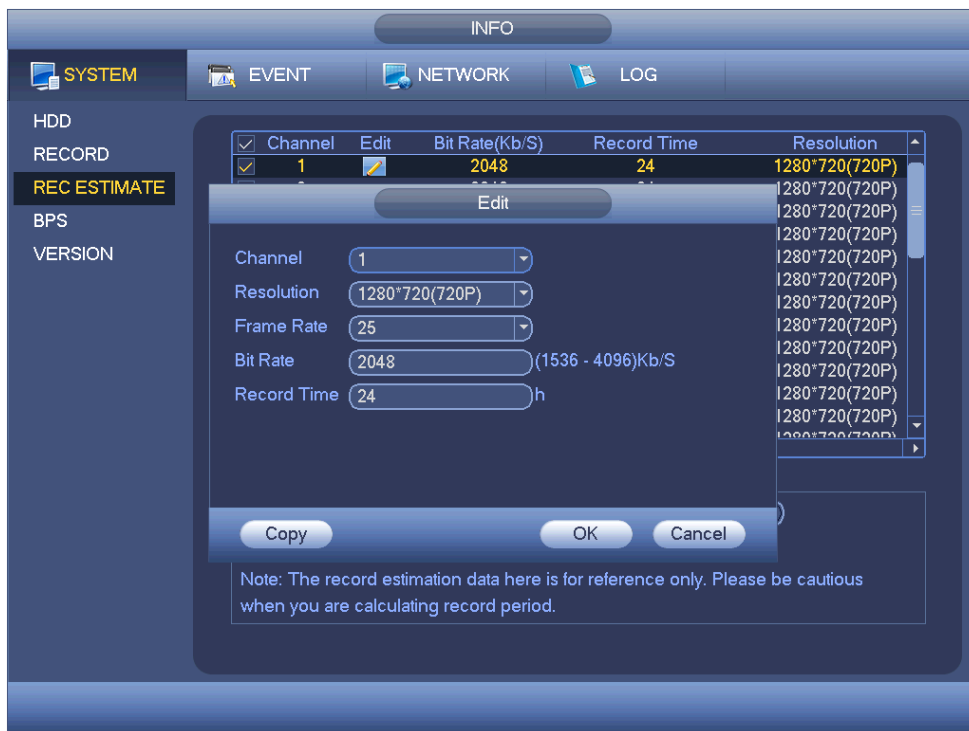 INFO
SYSTEM EVENT NETWORK LOG
HDD
RECORD
REC ESTIMATE
BPS
VERSION
Channel Edit Bit Rate(Kb/S) Record Time Resolution
1 2048 24 1280*720(720P)
1280*720(720P)
1280*720(720P)
1280*720(720P)
1280*720(720P)
1280*720(720P)
1280*720(720P)
1280*720(720P)
1280*720(720P)
1280*720(720P)
1280*720(720P)
1280*720(720P)
Edit
Channel 1
Resolution 1280*720(720P)
Frame Rate 25
Bit Rate 2048 (1536 - 4096)Kb/S
Record Time 24 h
Copy OK Cancel
Note: The record estimation data here is for reference only. Please be cautious
when you are calculating record period.